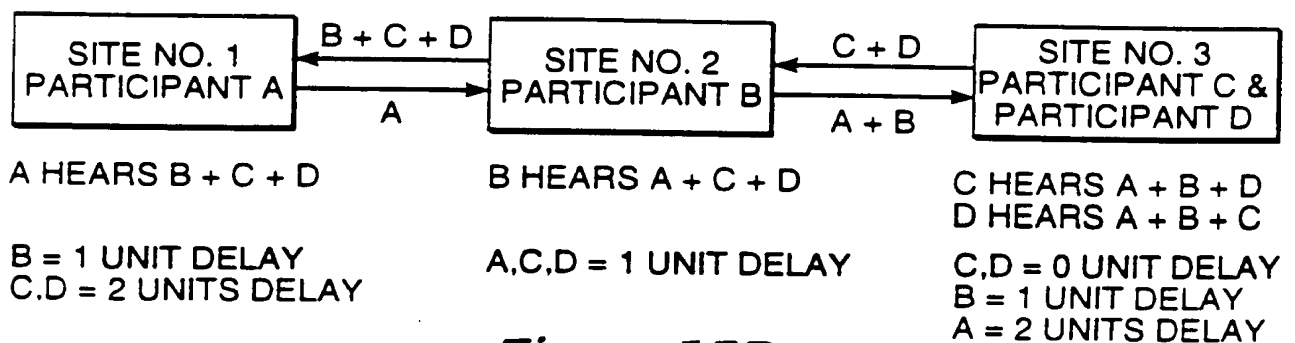 SITE NO. 1
PARTICIPANT A
B + C + D
A
SITE NO. 2
PARTICIPANT B
C + D
A + B
SITE NO. 3
PARTICIPANT C &
PARTICIPANT D
A HEARS B + C + D
B = 1 UNIT DELAY
C,D = 2 UNITS DELAY
B HEARS A + C + D
A,C,D = 1 UNIT DELAY
C HEARS A + B + D
D HEARS A + B + C
C,D = 0 UNIT DELAY
B = 1 UNIT DELAY
A = 2 UNITS DELAY